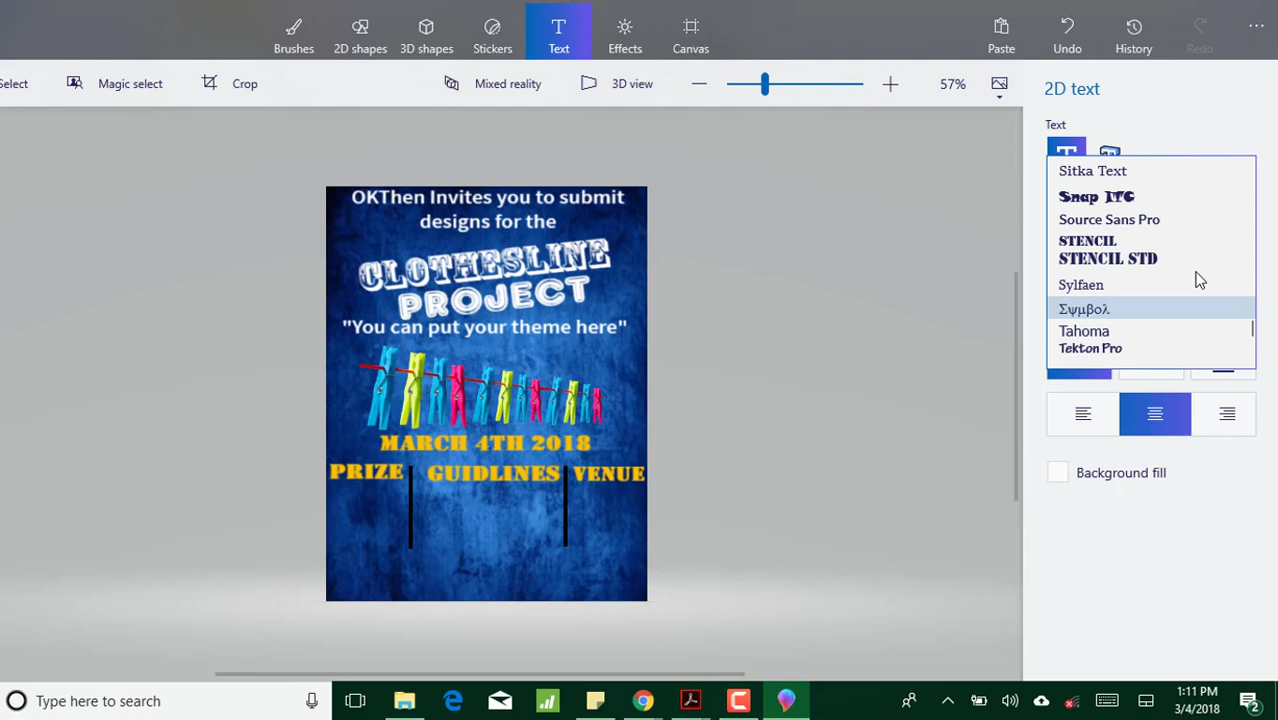 Brushes
2D shapes
3D shapes
Stickers
Text
Effects
Canvas
Paste
Undo
History
Redo
Select
Magic select
Crop
Mixed reality
3D view
57%
2D text
Text
Sitka Text
Snap ITC
Source Sans Pro
STENCIL
STENCIL STD
Sylfaen
Σψμβολ
Tahoma
Tekton Pro
Background fill
OKThen Invites you to submit
designs for the
CLOTHESLINE
PROJECT
"You can put your theme here"
MARCH 4TH 2018
PRIZE
GUIDLINES
VENUE
Type here to search
1:11 PM
3/4/2018
2